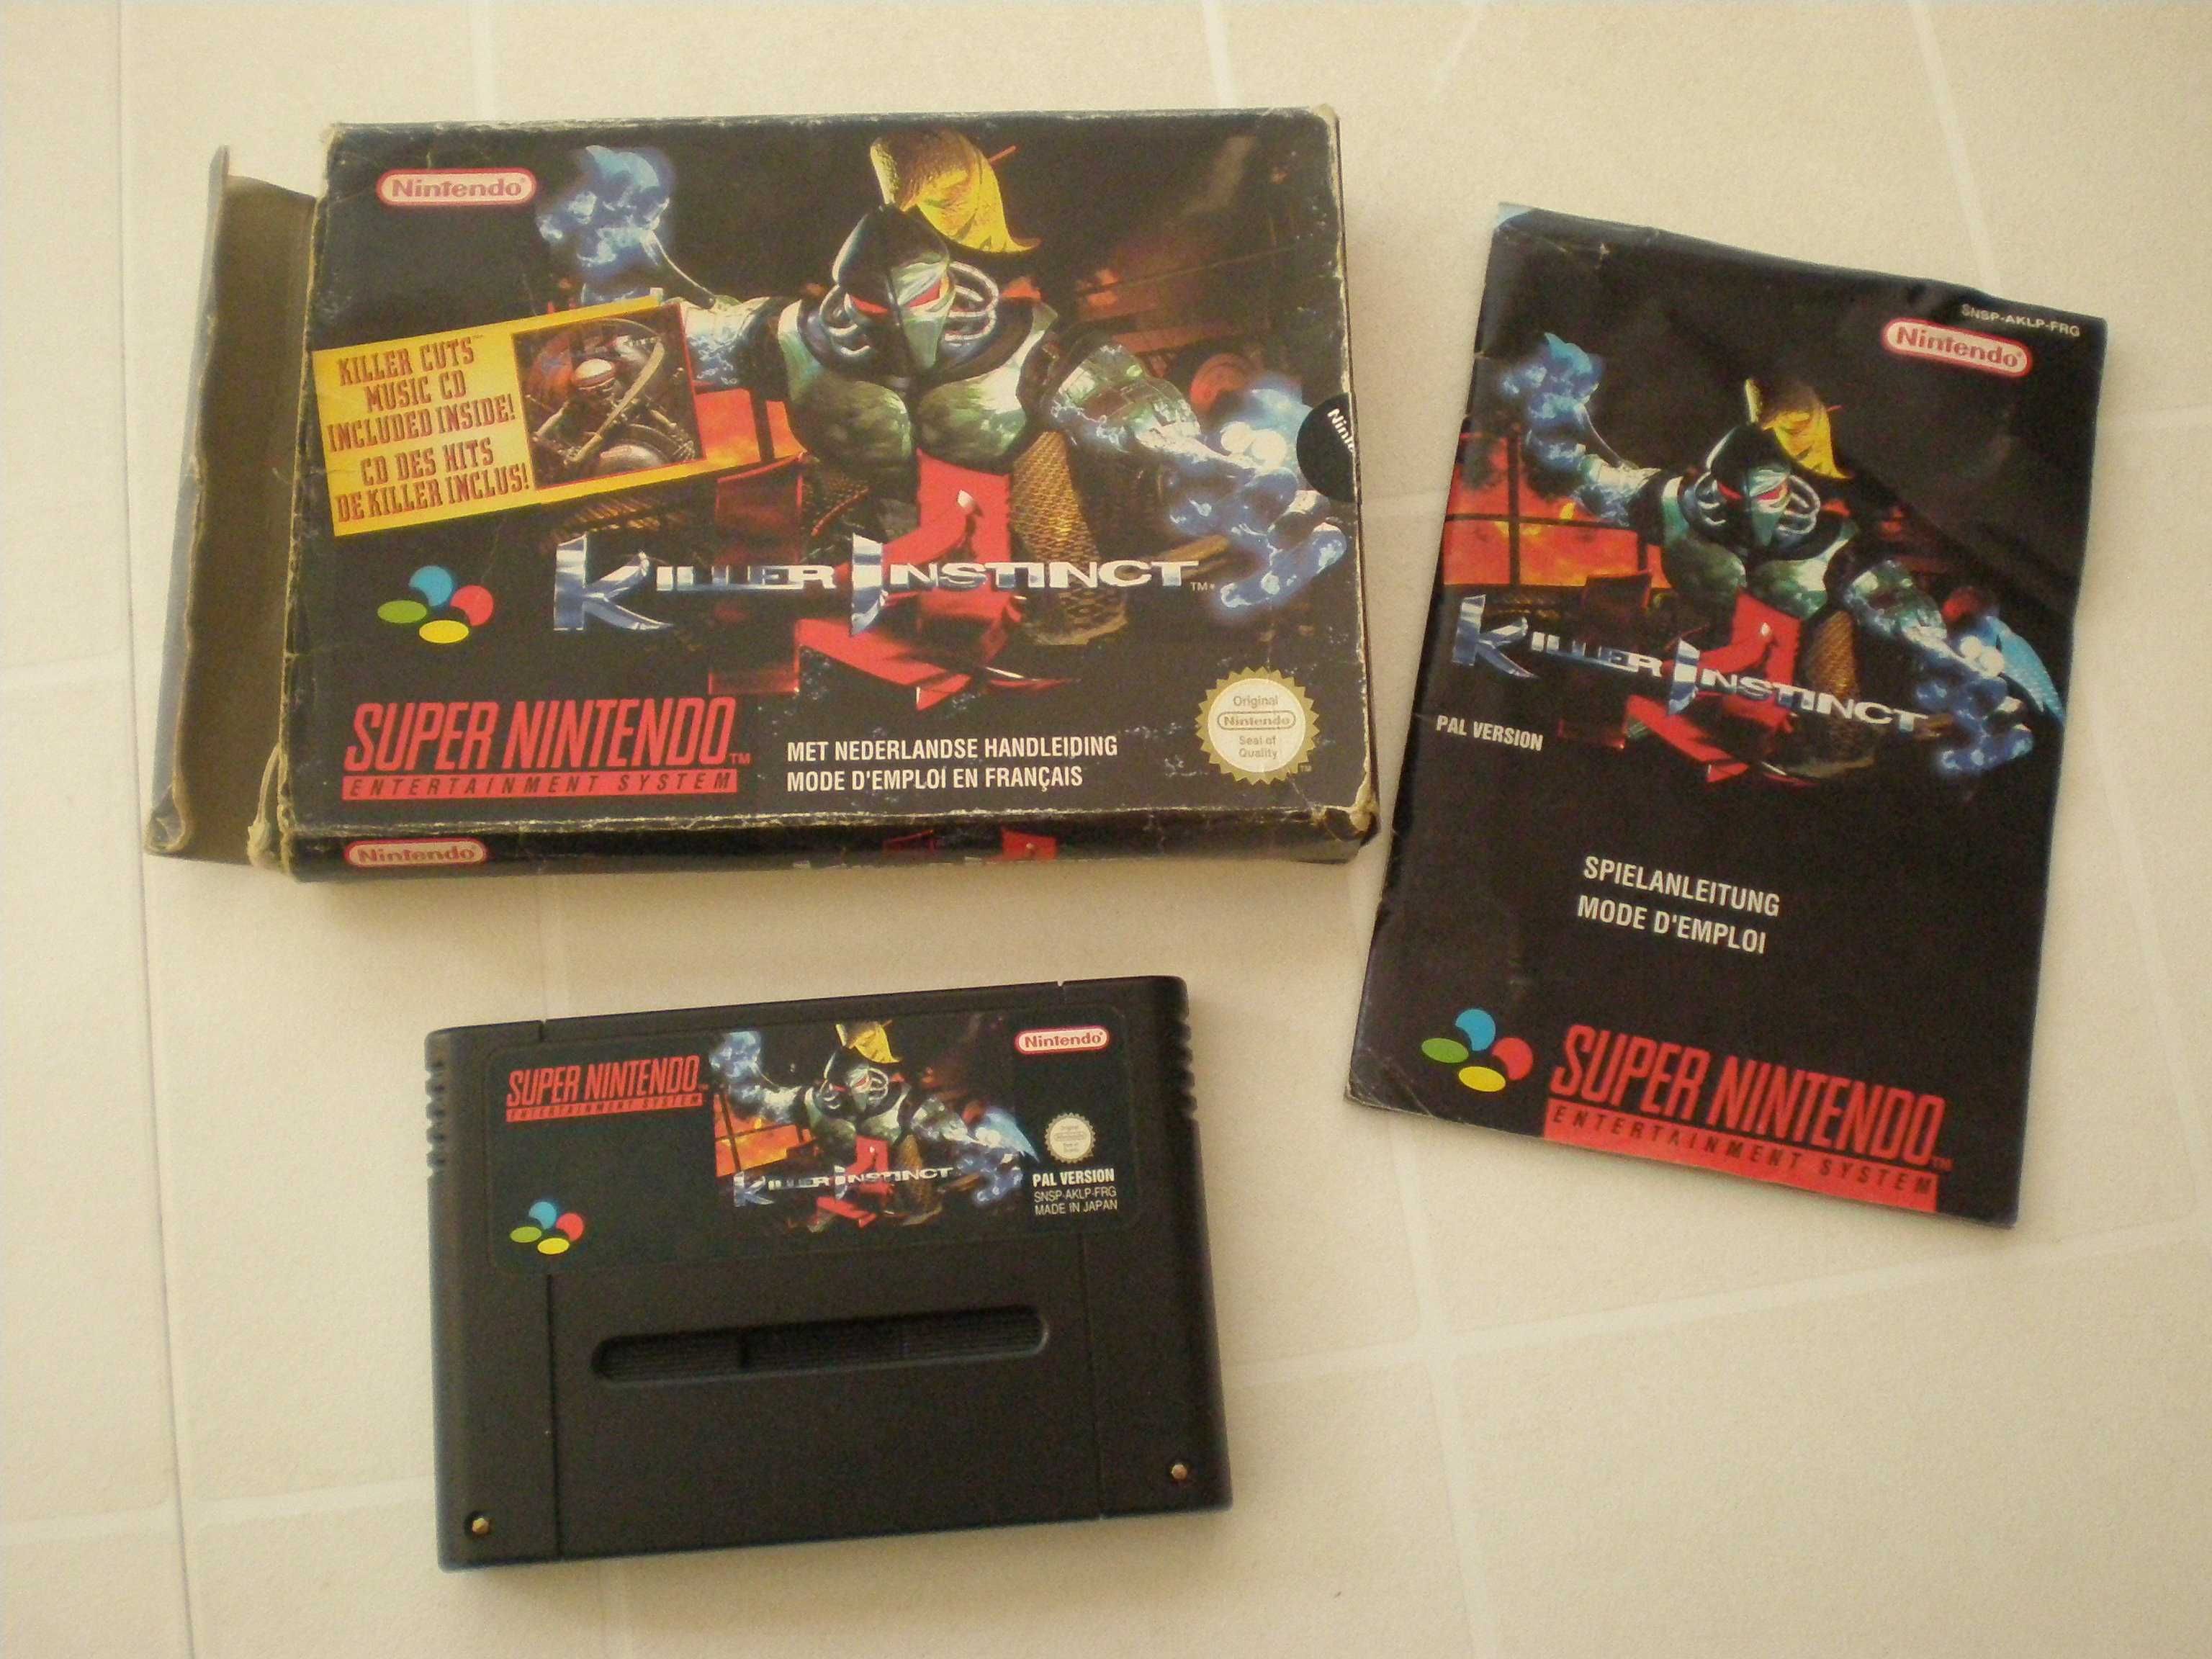 Nintendo
KILLER CUTS™
MUSIC CD
INCLUDED INSIDE!
CD DES HITS
DE KILLER INCLUS!
KILLER INSTINCT™
SUPER NINTENDO™
ENTERTAINMENT SYSTEM
MET NEDERLANDSE HANDLEIDING
MODE D'EMPLOI EN FRANÇAIS
Original
Nintendo
Seal of
Quality
TM
Nintendo
SNSP-AKLP-FRG
Nintendo
KILLER INSTINCT
PAL VERSION
SPIELANLEITUNG
MODE D'EMPLOI
SUPER NINTENDO™
ENTERTAINMENT SYSTEM
SUPER NINTENDO™
ENTERTAINMENT SYSTEM
Nintendo
KILLER INSTINCT
PAL VERSION
SNSP-AKLP-FRG
MADE IN JAPAN